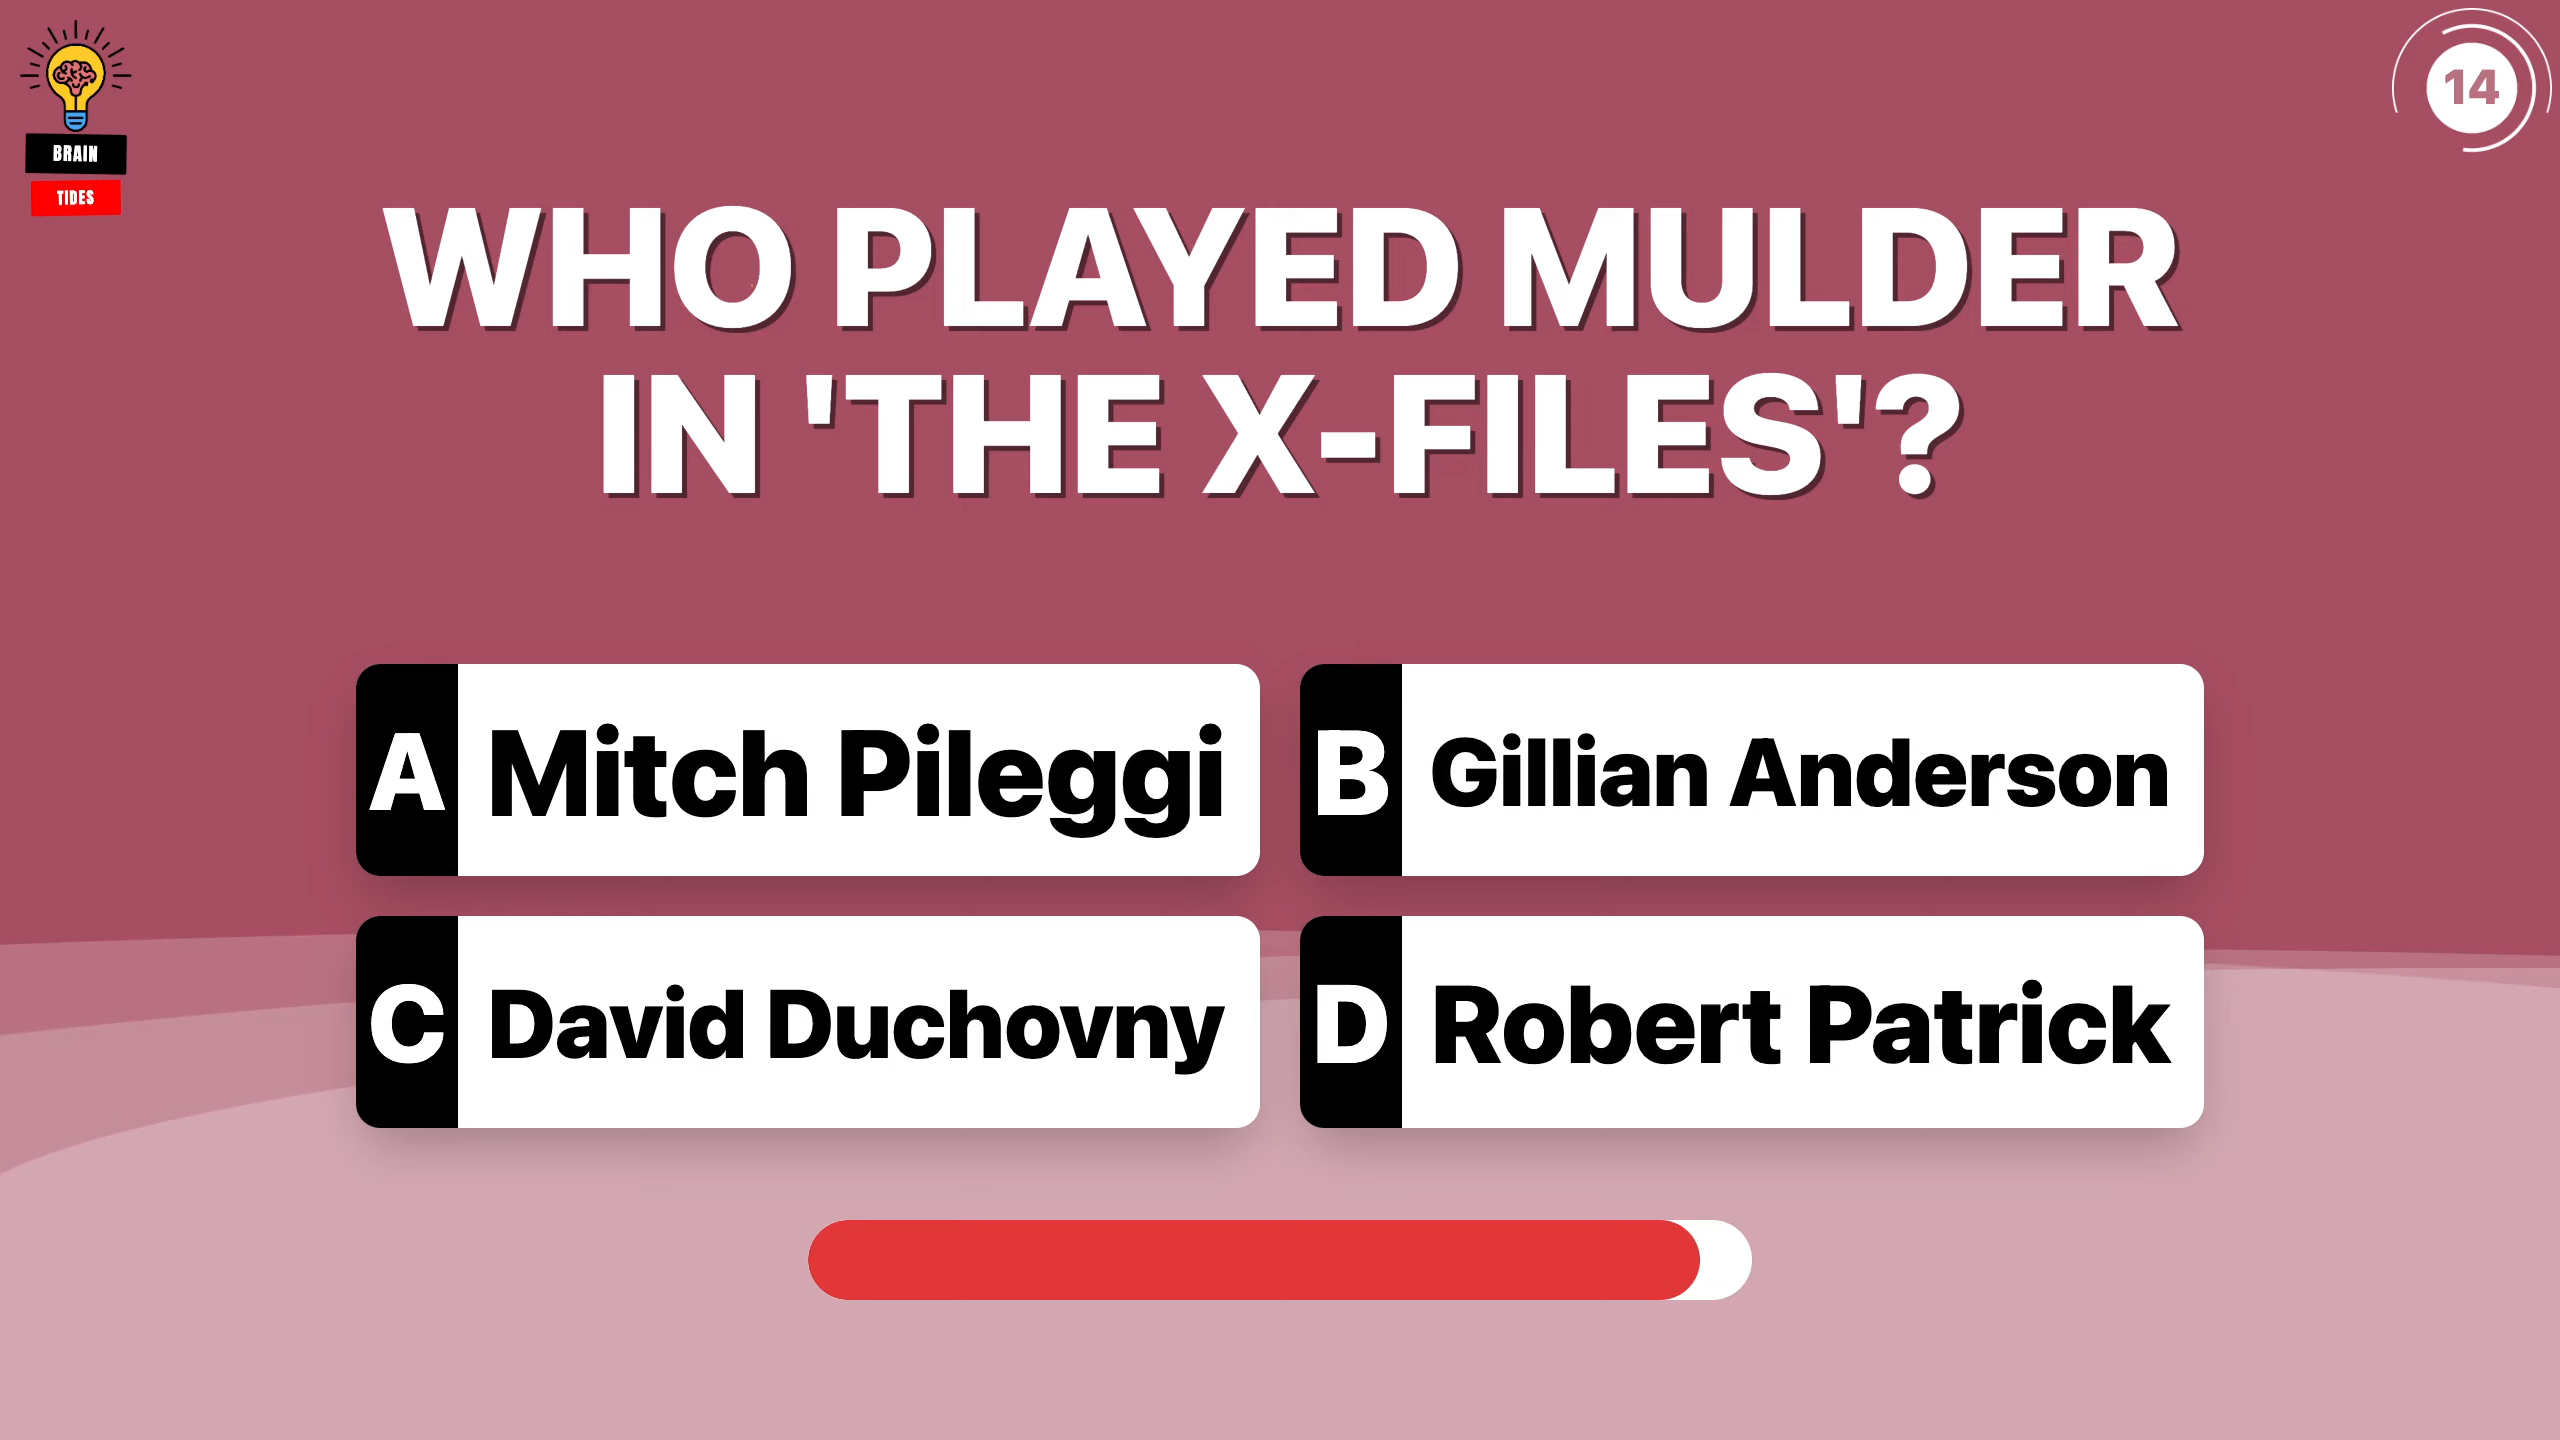 BRAIN
TIDES
14
WHO PLAYED MULDER
IN 'THE X-FILES'?
A Mitch Pileggi
B Gillian Anderson
C David Duchovny
D Robert Patrick